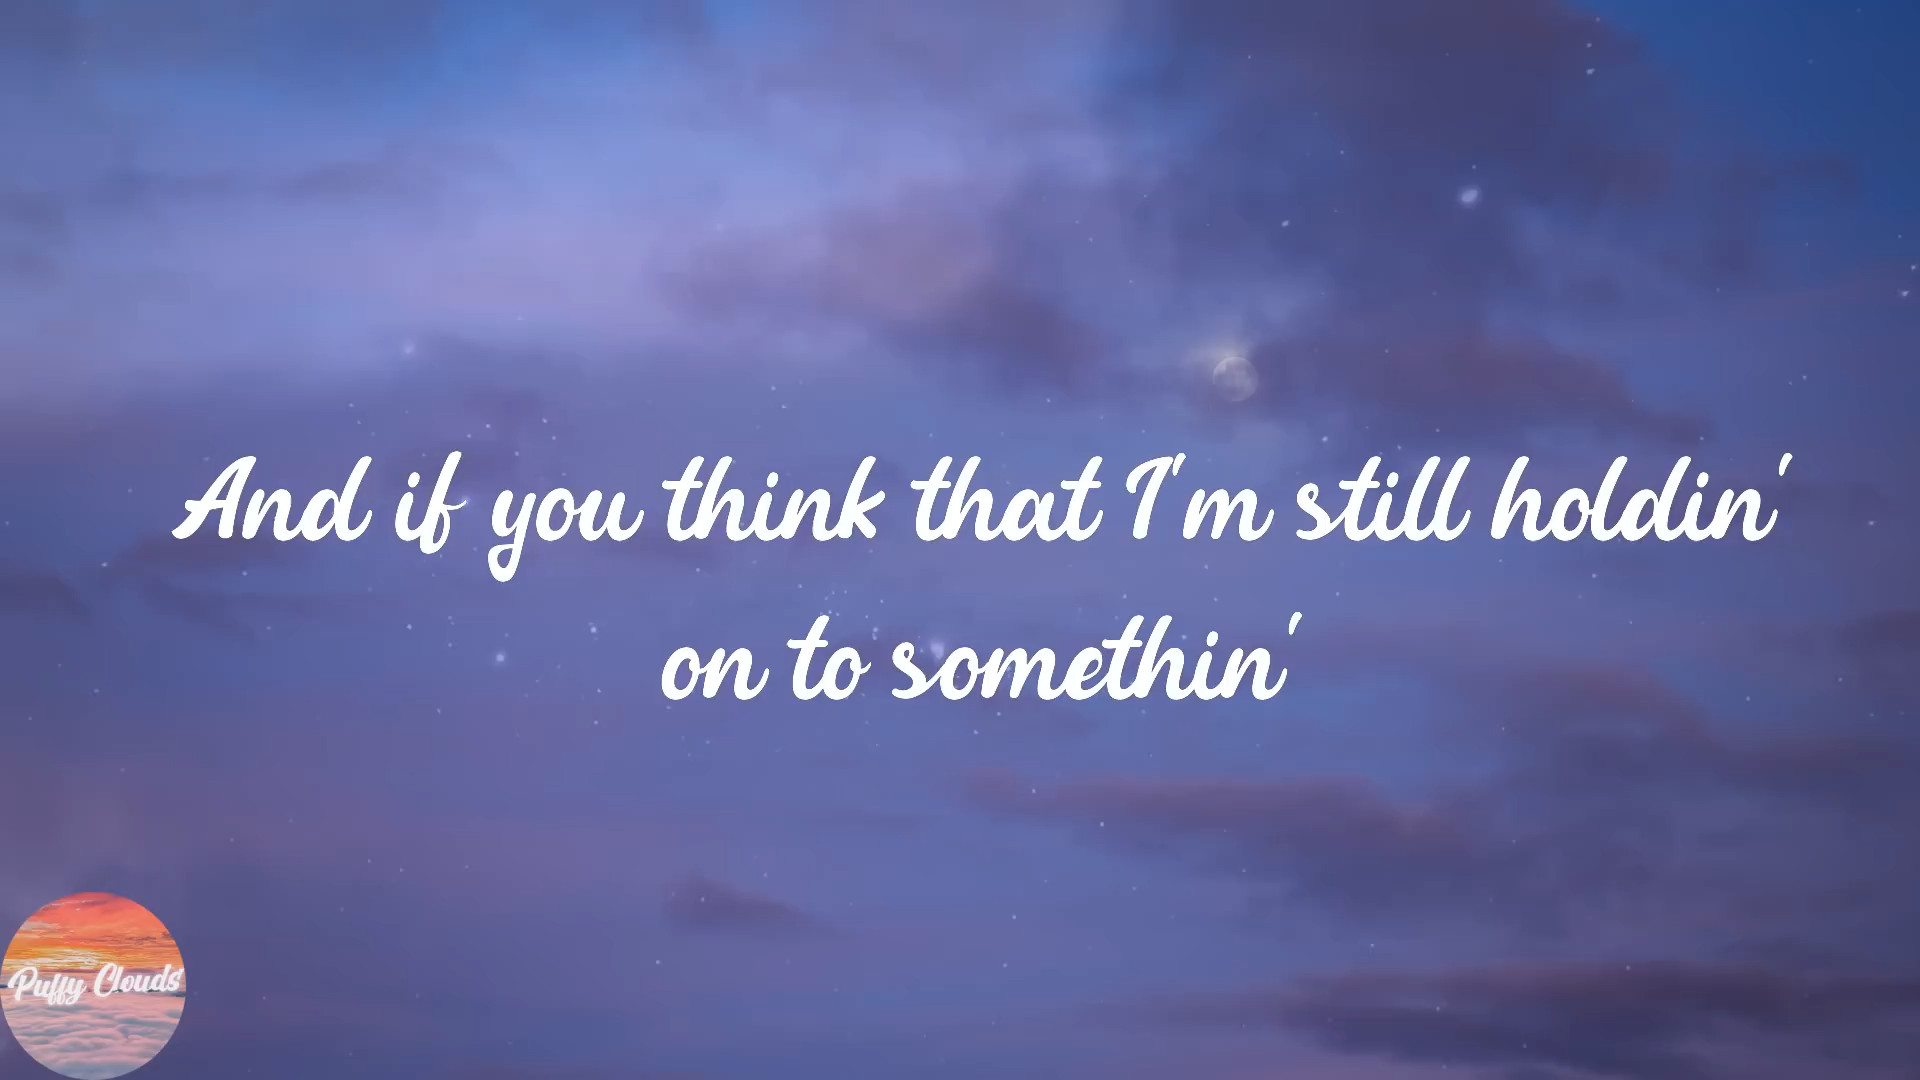 And if you think that I'm still holdin'
on to somethin'
Puffy Clouds